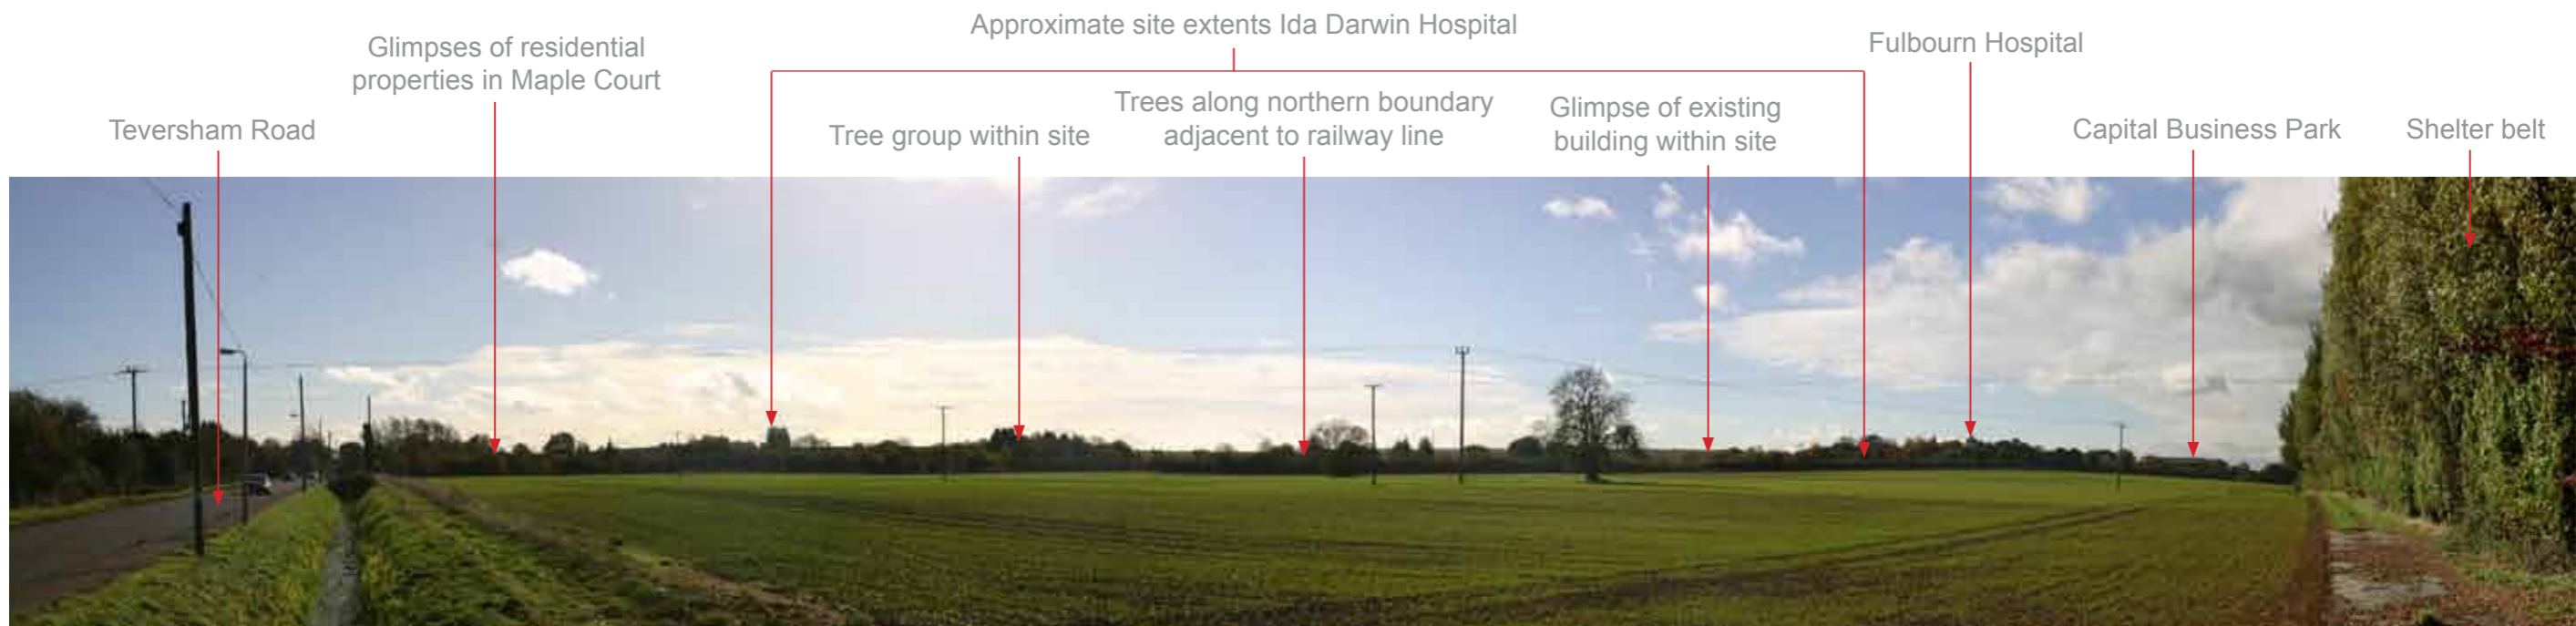 Approximate site extents Ida Darwin Hospital
Glimpses of residential
properties in Maple Court
Fulbourn Hospital
Teversham Road
Tree group within site
Trees along northern boundary
adjacent to railway line
Glimpse of existing
building within site
Capital Business Park
Shelter belt